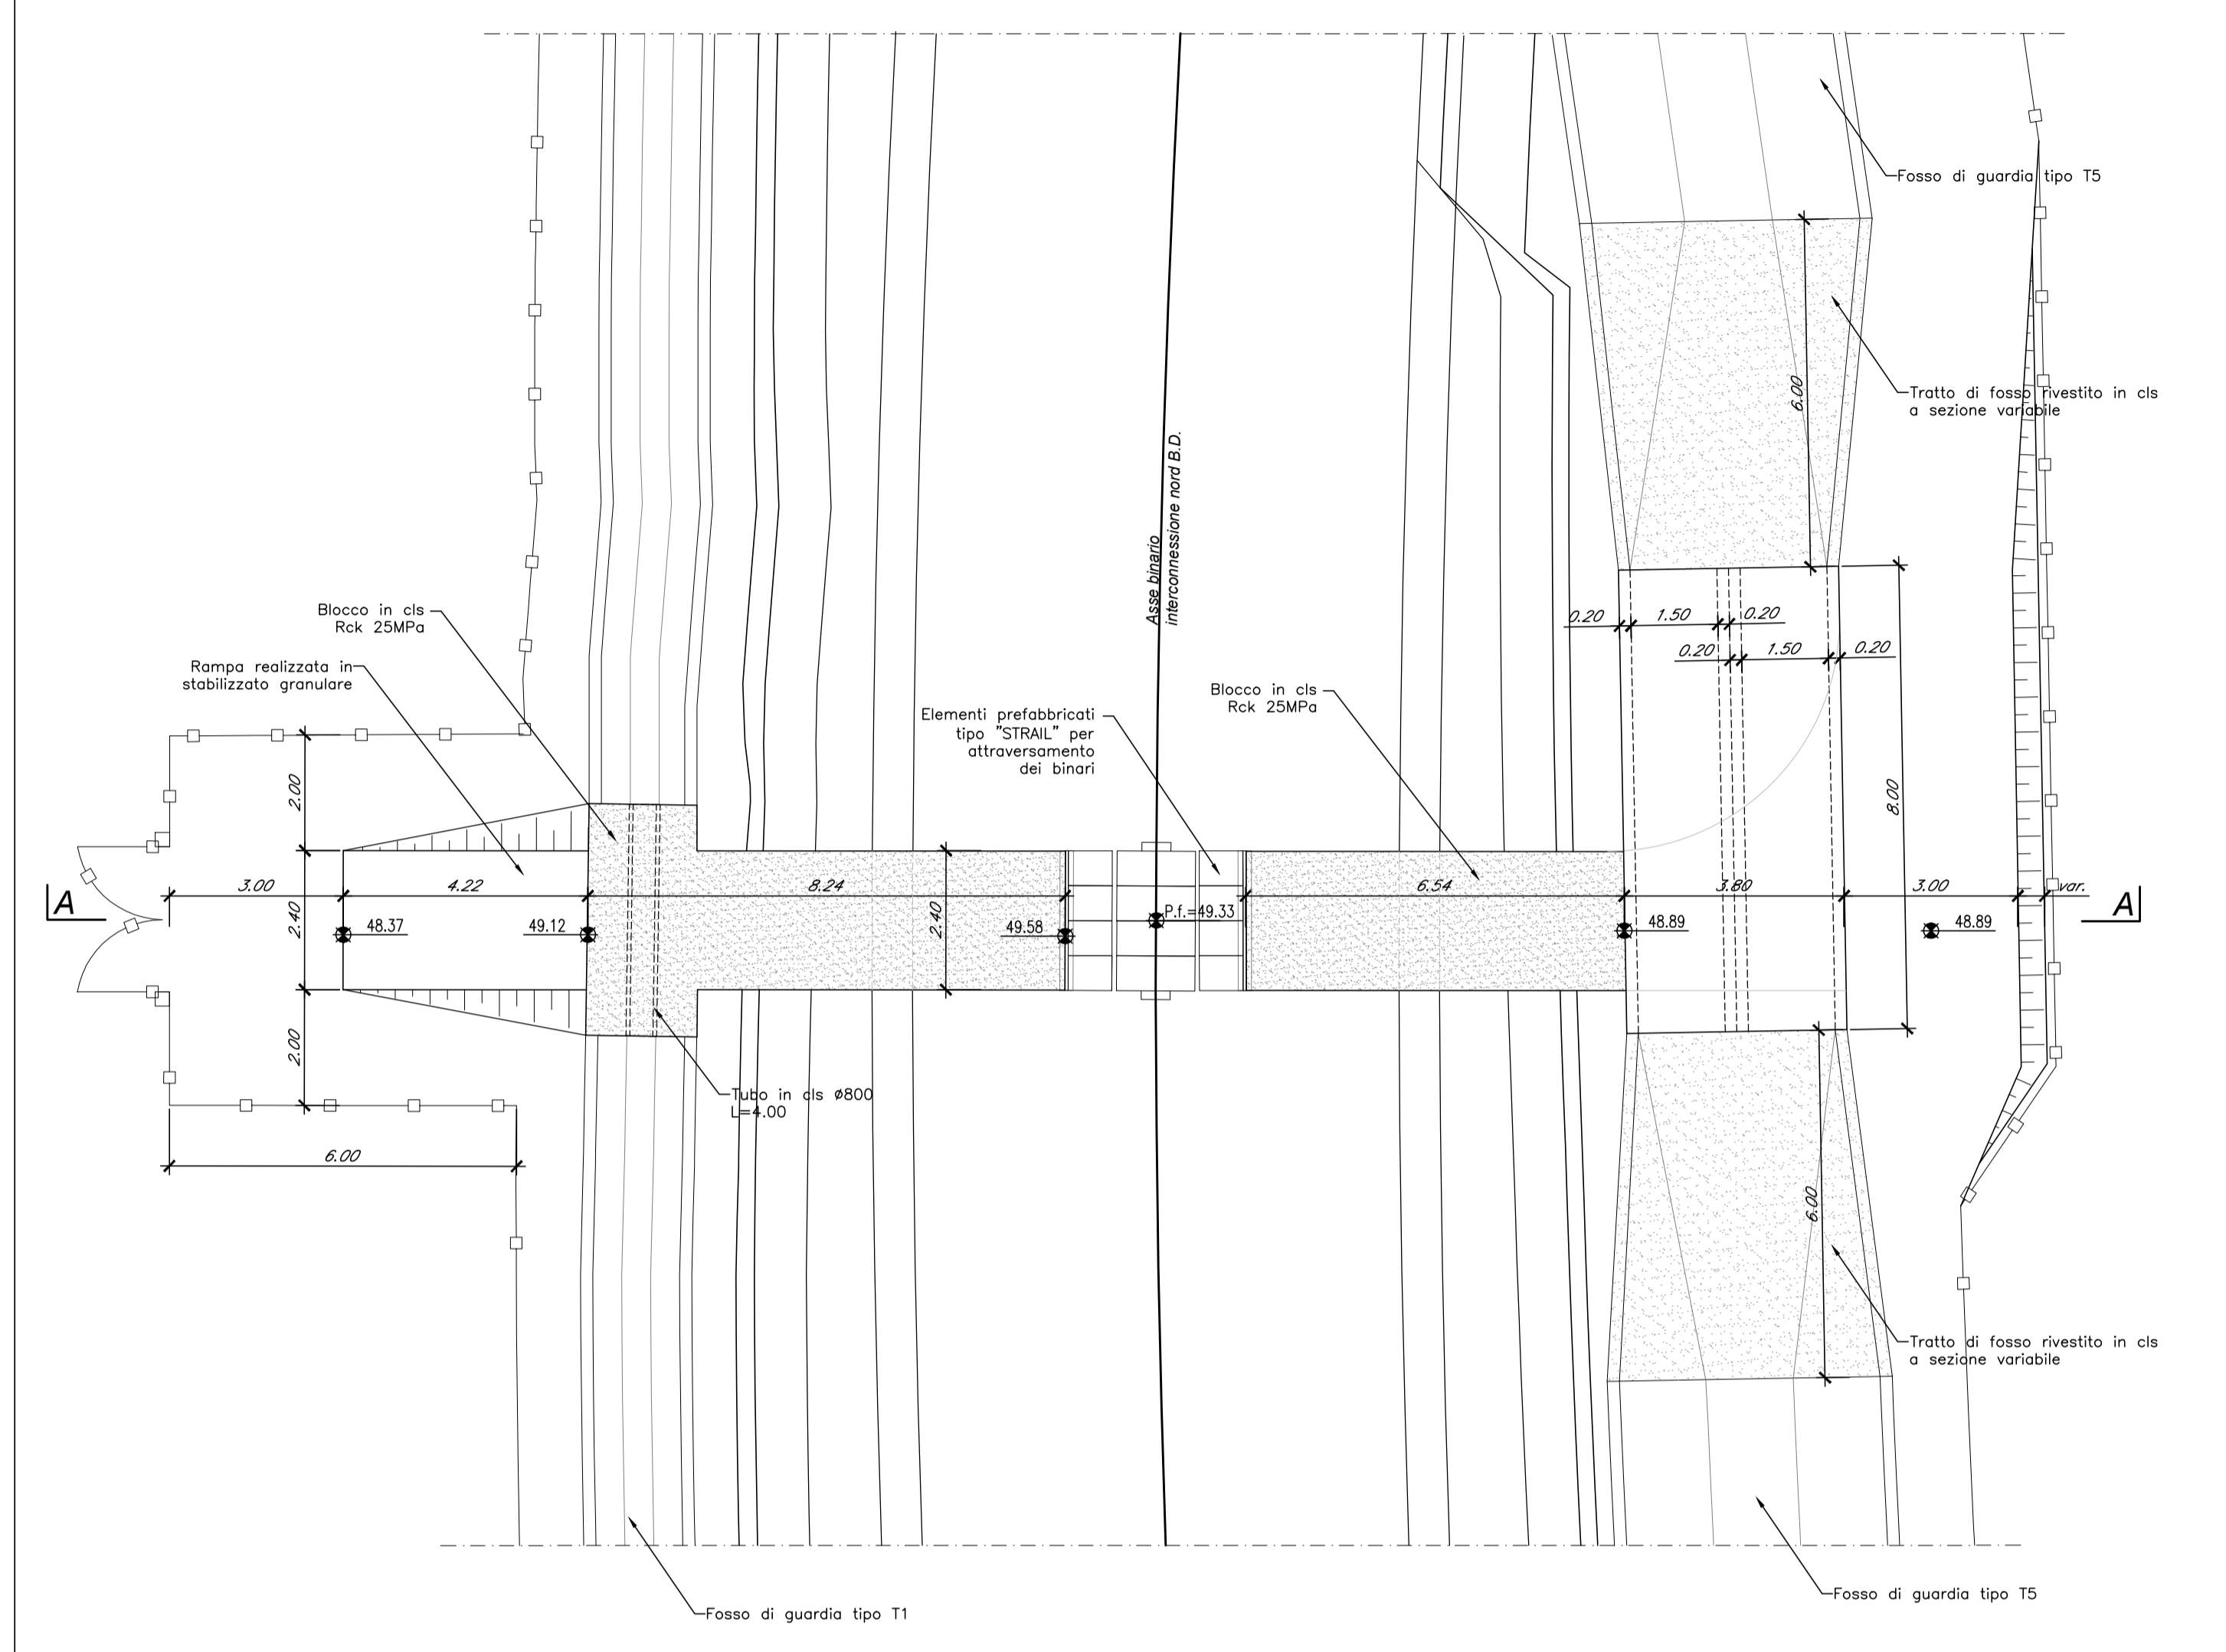 Fosso di guardia tipo T5
Tratto di fosso rivestito in cls
a sezione variabile
6.00
Asse binario
interconnessione nord B.D.
Blocco in cls
Rck 25MPa
Rampa realizzata in
stabilizzato granulare
0.20
1.50
0.20
0.20
1.50
0.20
Blocco in cls
Rck 25MPa
Elementi prefabbricati
tipo "STRAIL" per
attraversamento
dei binari
2.00
8.00
A
3.00
4.22
8.24
6.54
3.80
3.00
var.
A
2.40
2.40
48.37
49.12
49.58
P.f.=49.33
48.89
48.89
2.00
Tubo in cls Ø800
L=4.00
6.00
6.00
Tratto di fosso rivestito in cls
a sezione variabile
Fosso di guardia tipo T5
Fosso di guardia tipo T1